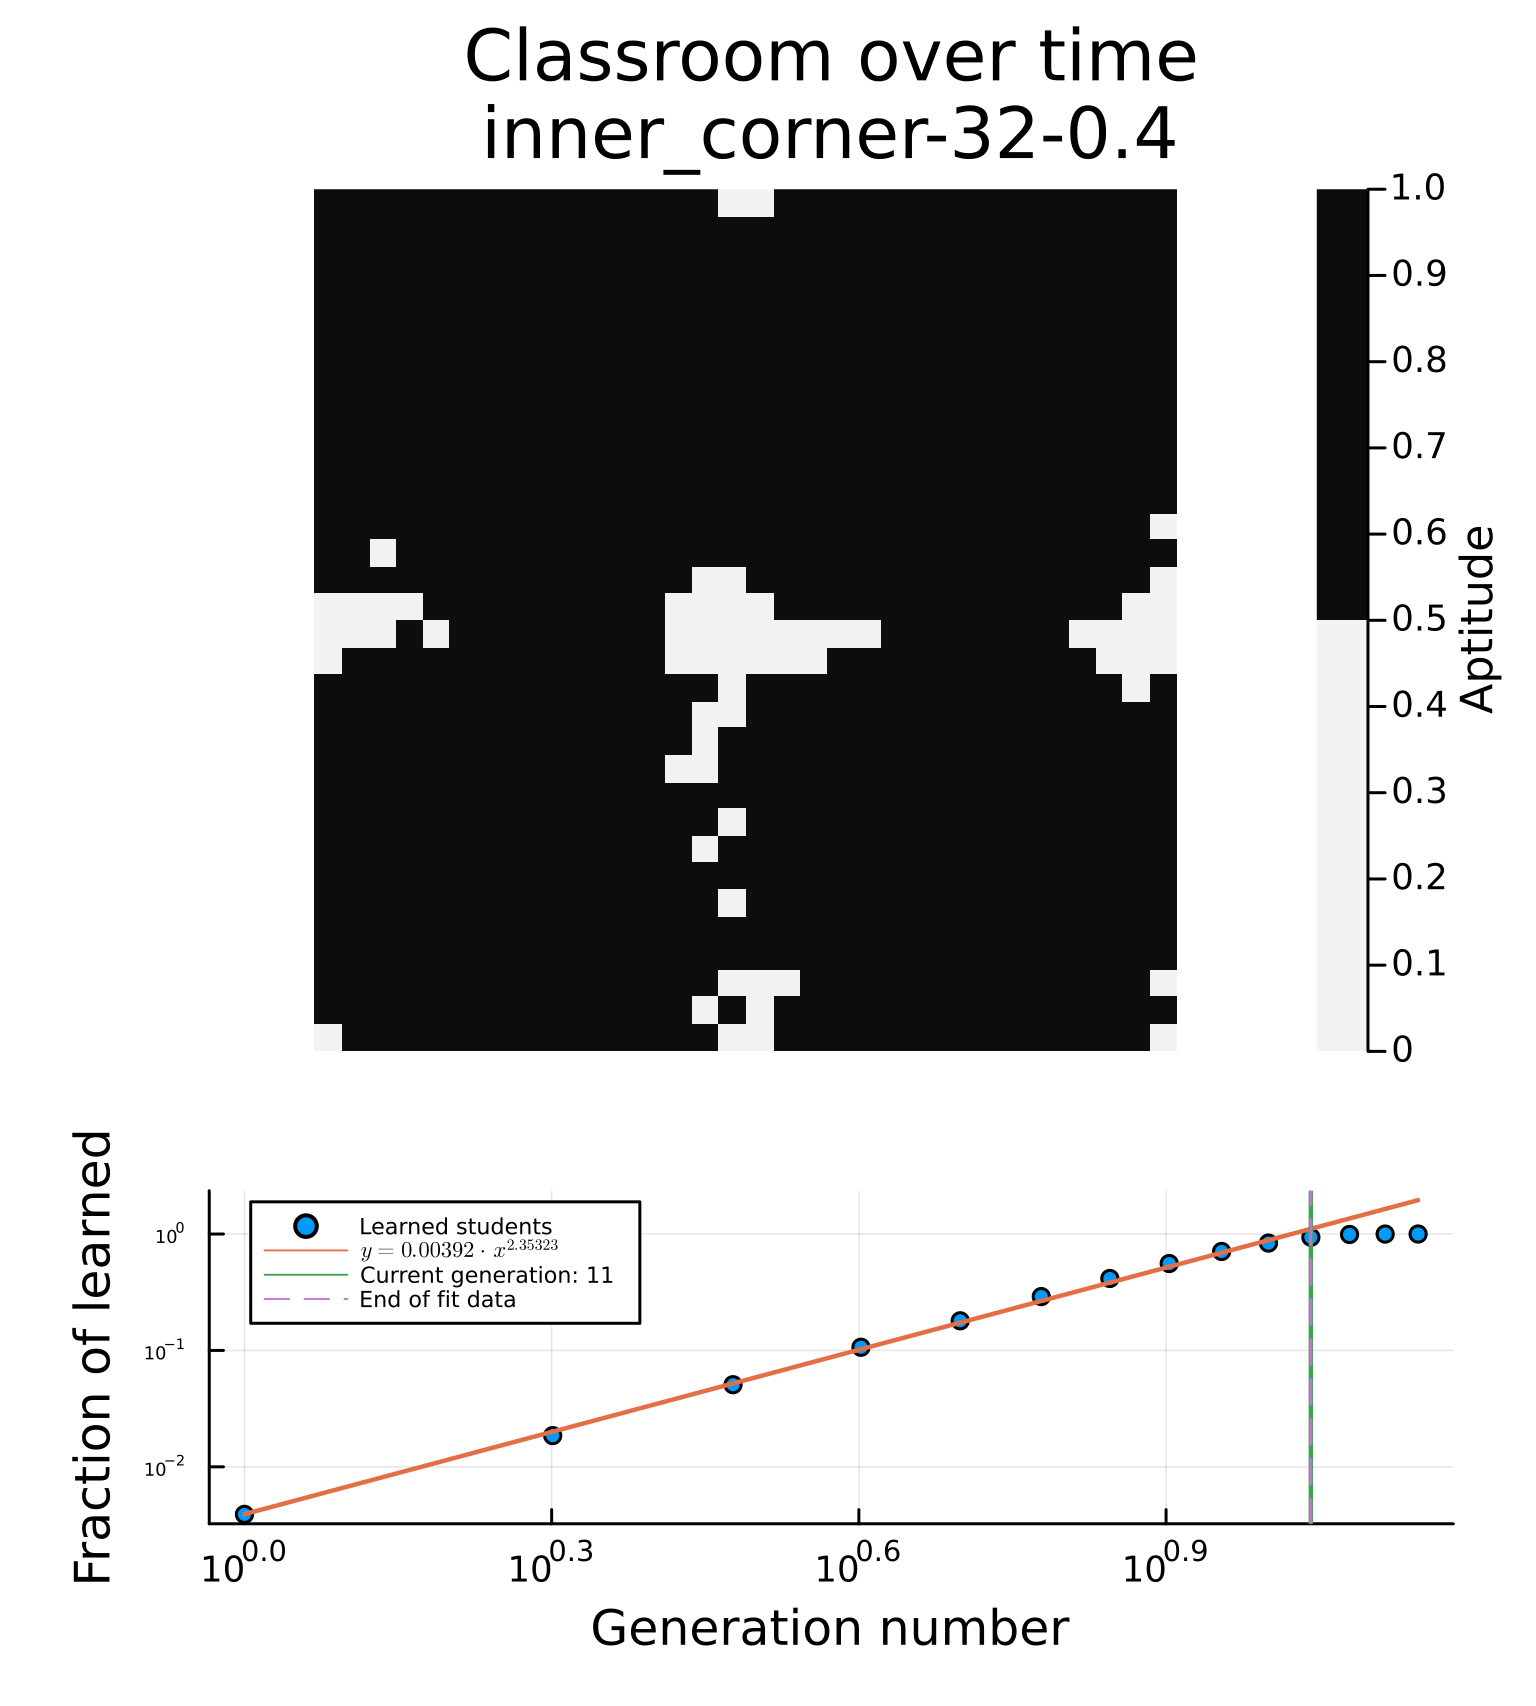 Classroom over time
inner_corner-32-0.4
1.0
0.9
0.8
0.7
0.6
0.5
0.4
0.3
0.2
0.1
0
Aptitude
Fraction of learned
10⁰
10⁻¹
10⁻²
Learned students
y = 0.00392 · x^2.35323
Current generation: 11
End of fit data
10^0.0 10^0.3 10^0.6 10^0.9
Generation number